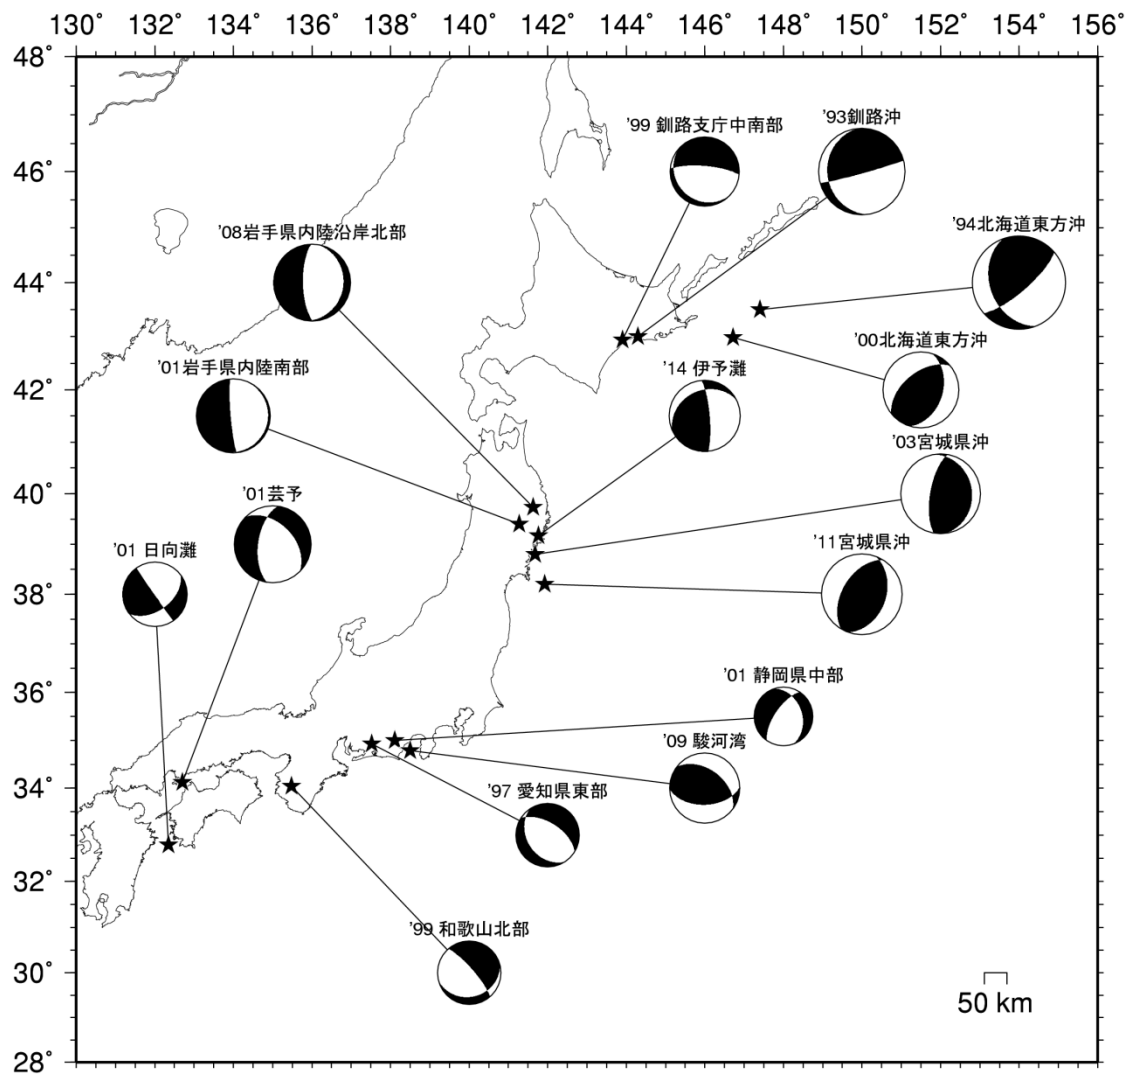 130° 132° 134° 136° 138° 140° 142° 144° 146° 148° 150° 152° 154° 156°
48°
'93釧路沖
'99 釧路支庁中南部
46°
'94北海道東方沖
'08岩手県内陸沿岸北部
44°
'00北海道東方沖
'01岩手県内陸南部
'14 伊予灘
42°
'03宮城県沖
'01芸予
40°
'11宮城県沖
'01 日向灘
38°
'01 静岡県中部
36°
'09 駿河湾
34°
'97 愛知県東部
32°
'99 和歌山北部
30°
50 km
28°